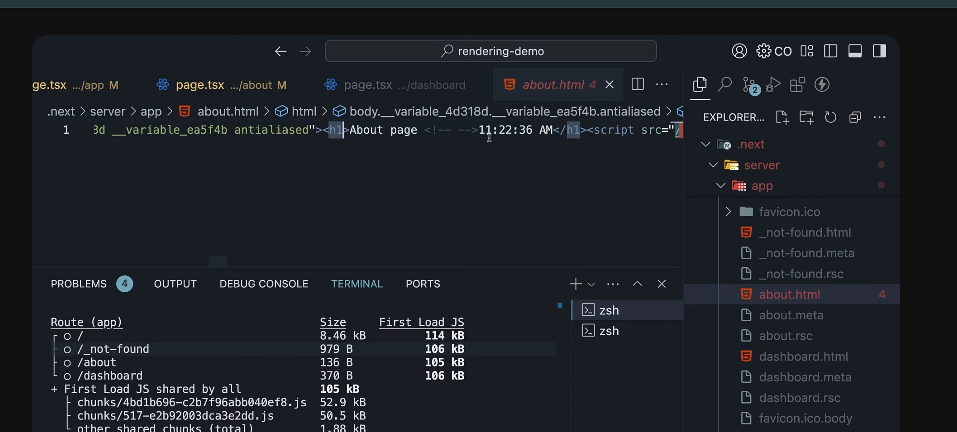 rendering-demo
CO
ge.tsx .../app M
page.tsx .../about M
page.tsx .../dashboard
about.html 4
2
.next > server > app > about.html > html > body.__variable_4d318d.__variable_ea5f4b.antialiased >
1 3d __variable_ea5f4b antialiased"><h1>About page <!-- -->11:22:36 AM</h1><script src="/
EXPLORER...
.next
server
app
favicon.ico
_not-found.html
_not-found.meta
_not-found.rsc
about.html 4
about.meta
about.rsc
dashboard.html
dashboard.meta
dashboard.rsc
favicon.ico.body
PROBLEMS 4 OUTPUT DEBUG CONSOLE TERMINAL PORTS
zsh
zsh
Route (app) Size First Load JS
┌ ○ / 8.46 kB 114 kB
├ ○ /_not-found 979 B 106 kB
├ ○ /about 136 B 105 kB
└ ○ /dashboard 370 B 106 kB
+ First Load JS shared by all 105 kB
├ chunks/4bd1b696-c2b7f96abb040ef8.js 52.9 kB
├ chunks/517-e2b92003dca3e2dd.js 50.5 kB
└ other shared chunks (total) 1.88 kB